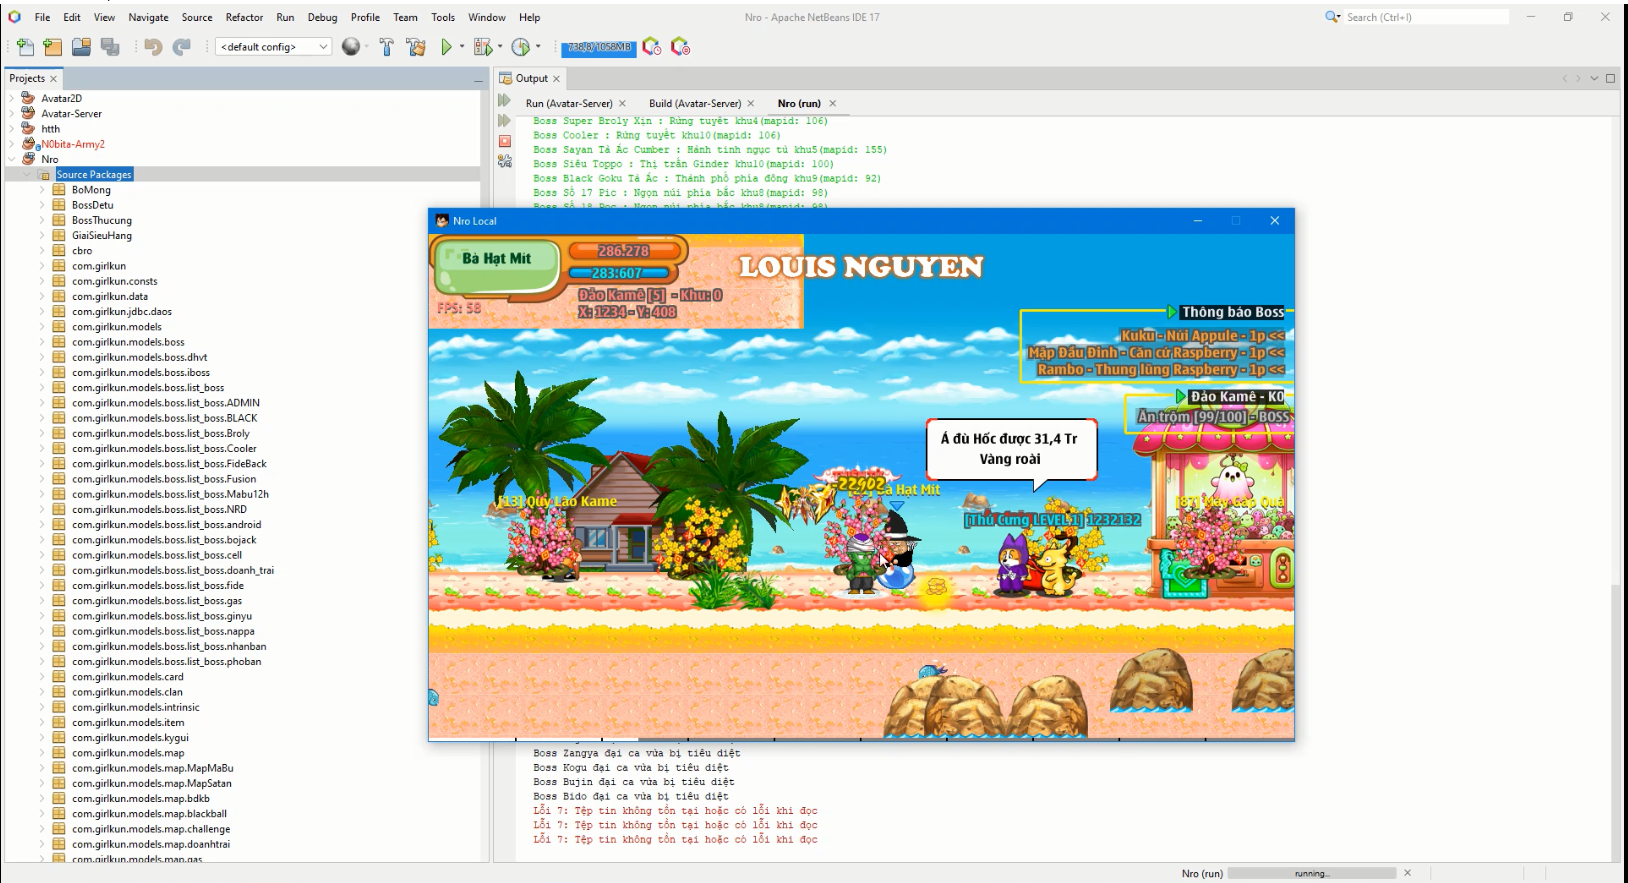 File Edit View Navigate Source Refactor Run Debug Profile Team Tools Window Help
Nro - Apache NetBeans IDE 17
Search (Ctrl+I)
<default config>
738,8/1058MB
Projects
Avatar2D
Avatar-Server
htth
N0bita-Army2
Nro
Source Packages
BoMong
BossDetu
BossThucung
GiaiSieuHang
cbro
com.girlkun
com.girlkun.consts
com.girlkun.data
com.girlkun.jdbc.daos
com.girlkun.models
com.girlkun.models.boss
com.girlkun.models.boss.dhvt
com.girlkun.models.boss.iboss
com.girlkun.models.boss.list_boss
com.girlkun.models.boss.list_boss.ADMIN
com.girlkun.models.boss.list_boss.BLACK
com.girlkun.models.boss.list_boss.Broly
com.girlkun.models.boss.list_boss.Cooler
com.girlkun.models.boss.list_boss.FideBack
com.girlkun.models.boss.list_boss.Fusion
com.girlkun.models.boss.list_boss.Mabu12h
com.girlkun.models.boss.list_boss.NRD
com.girlkun.models.boss.list_boss.android
com.girlkun.models.boss.list_boss.bojack
com.girlkun.models.boss.list_boss.cell
com.girlkun.models.boss.list_boss.doanh_trai
com.girlkun.models.boss.list_boss.fide
com.girlkun.models.boss.list_boss.gas
com.girlkun.models.boss.list_boss.ginyu
com.girlkun.models.boss.list_boss.nappa
com.girlkun.models.boss.list_boss.nhanban
com.girlkun.models.boss.list_boss.phoban
com.girlkun.models.card
com.girlkun.models.clan
com.girlkun.models.intrinsic
com.girlkun.models.item
com.girlkun.models.kygui
com.girlkun.models.map
com.girlkun.models.map.MapMaBu
com.girlkun.models.map.MapSatan
com.girlkun.models.map.bdkb
com.girlkun.models.map.blackball
com.girlkun.models.map.challenge
com.girlkun.models.map.doanhtrai
com.girlkun.models.map.gas
Output
Run (Avatar-Server) Build (Avatar-Server) Nro (run)
Boss Super Broly Xin : Rừng tuyết khu4(mapid: 106)
Boss Cooler : Rừng tuyết khu10(mapid: 106)
Boss Sayan Tà Ác Cumber : Hành tinh ngục tù khu5(mapid: 155)
Boss Siêu Toppo : Thị trấn Ginder khu10(mapid: 100)
Boss Black Goku Tà Ác : Thành phố phía đông khu9(mapid: 92)
Boss Số 17 Pic : Ngọn núi phía bắc khu8(mapid: 98)
Boss Số 18 Poc : Ngọn núi phía bắc khu8(mapid: 98)
Nro Local
Bà Hạt Mít
286.278
283.607
Đảo Kamê [5] - Khu: 0
X: 1234 - Y: 408
FPS: 58
LOUIS NGUYEN
Thông báo Boss
Kuku - Núi Appule - 1p <<
Mập Đầu Đinh - Căn cứ Raspberry - 1p <<
Rambo - Thung lũng Raspberry - 1p <<
Đảo Kamê - K0
Ăn trộm [99/100] - BOSS
Á đù Hốc được 31,4 Tr
Vàng roài
-22902
Bà Hạt Mít
[13] Quy Lão Kame
[Thú Cưng LEVEL 1] 1232132
[87] Máy Gắp Quà
Boss Zangya đại ca vừa bị tiêu diệt
Boss Kogu đại ca vừa bị tiêu diệt
Boss Bujin đại ca vừa bị tiêu diệt
Boss Bido đại ca vừa bị tiêu diệt
Lỗi 7: Tệp tin không tồn tại hoặc có lỗi khi đọc
Lỗi 7: Tệp tin không tồn tại hoặc có lỗi khi đọc
Lỗi 7: Tệp tin không tồn tại hoặc có lỗi khi đọc
Nro (run)
running...